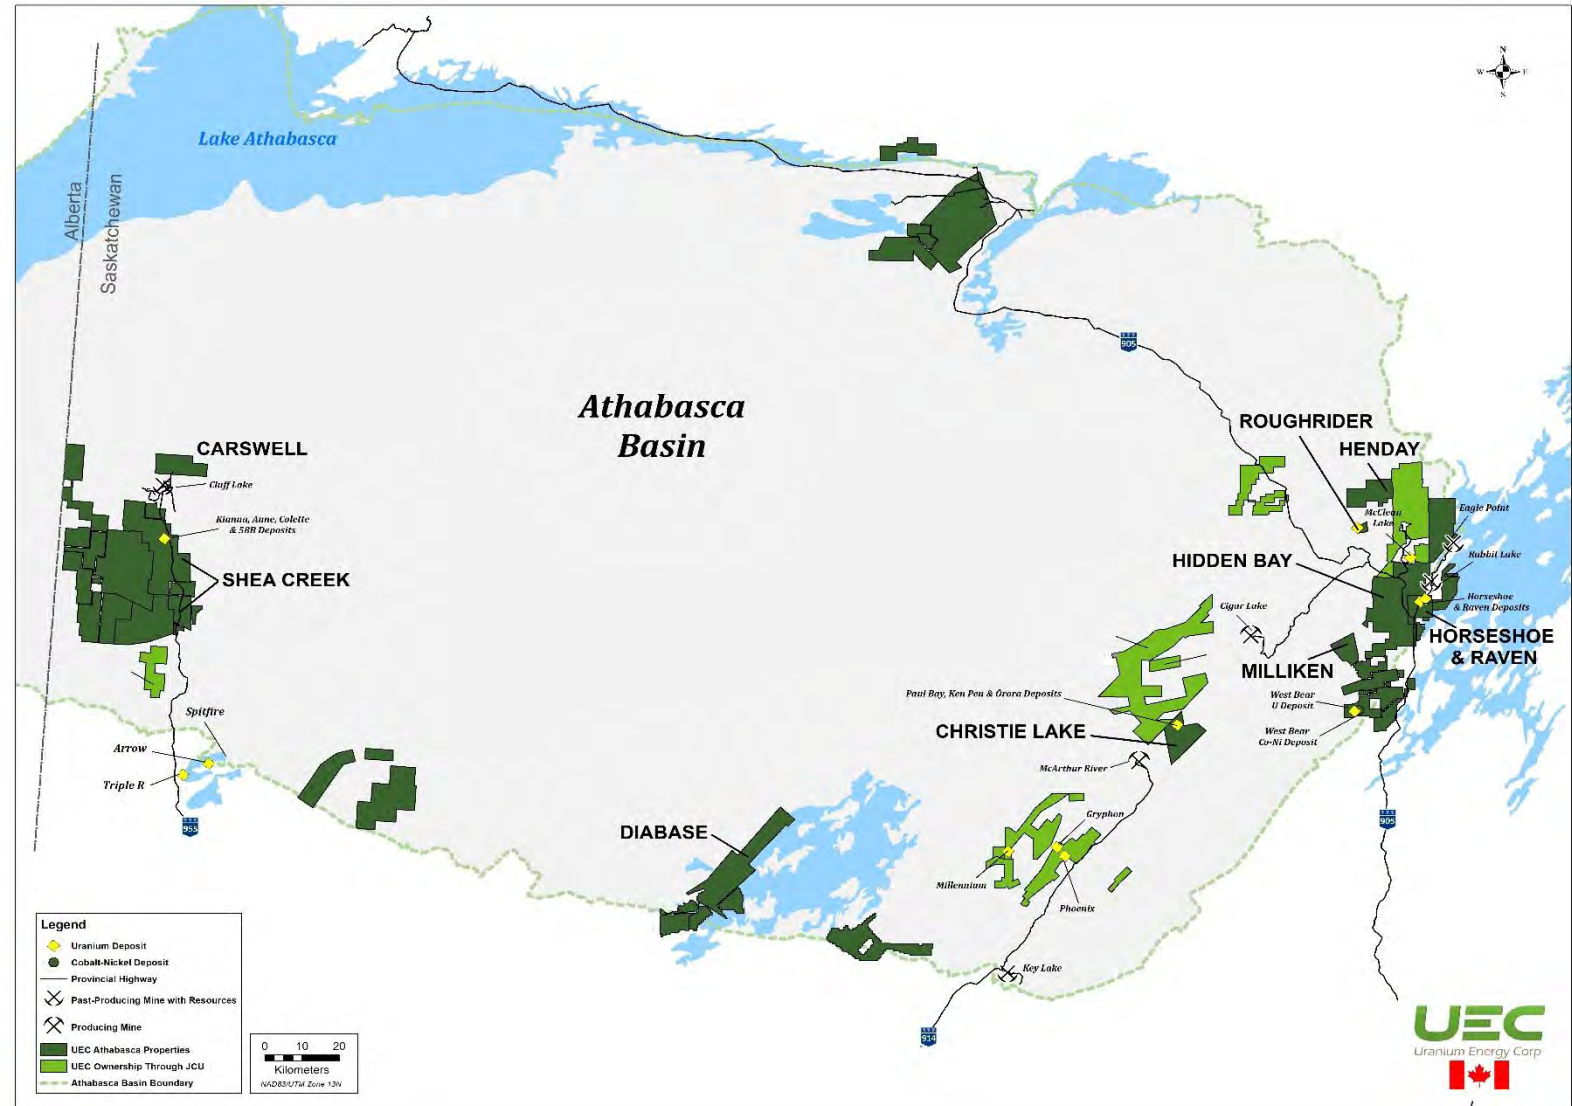 N
W E
S
Lake Athabasca
Alberta
Saskatchewan
905
Athabasca
Basin
ROUGHRIDER
HENDAY
CARSWELL
Cluff Lake
McClean
Lake
Eagle Point
Kianna, Anne, Colette
& 58B Deposits
Rabbit Lake
HIDDEN BAY
SHEA CREEK
Horseshoe
& Raven Deposits
Cigar Lake
HORSESHOE
& RAVEN
MILLIKEN
Paul Bay, Ken Pen & Örora Deposits
West Bear
U Deposit
Spitfire
CHRISTIE LAKE
West Bear
Co-Ni Deposit
Arrow
McArthur River
Triple R
955
Gryphon
905
DIABASE
Millennium
Phoenix
Key Lake
914
Legend
Uranium Deposit
Cobalt-Nickel Deposit
Provincial Highway
Past-Producing Mine with Resources
Producing Mine
UEC Athabasca Properties
UEC Ownership Through JCU
Athabasca Basin Boundary
0 10 20
Kilometers
NAD83/UTM Zone 13N
UEC
Uranium Energy Corp